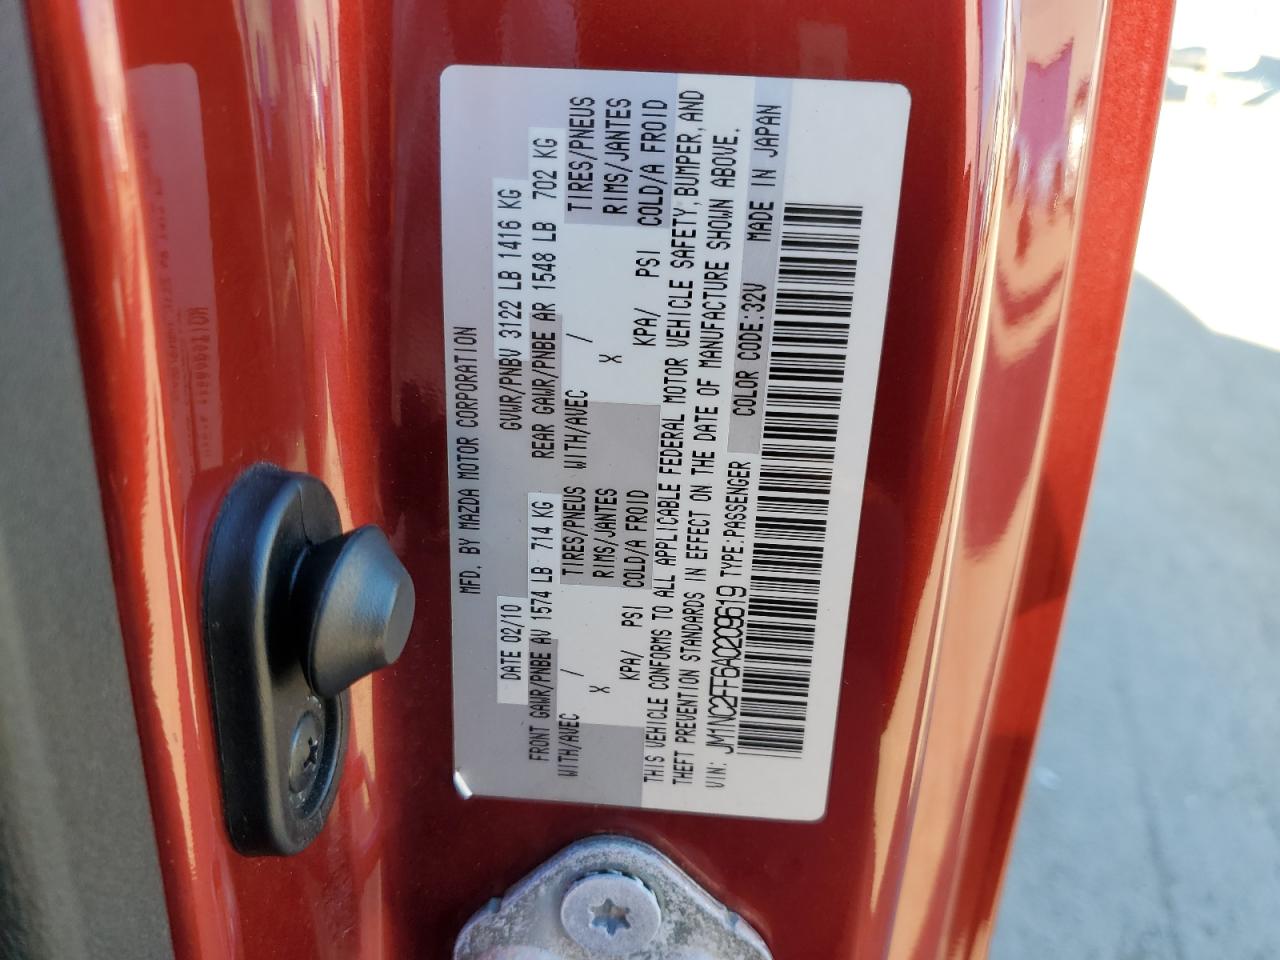 MFD. BY MAZDA MOTOR CORPORATION
DATE 02/10 GVWR/PNBV 3122 LB 1416 KG
FRONT GAWR/PNBE AV 1574 LB 714 KG REAR GAWR/PNBE AR 1548 LB 702 KG
WITH/AVEC / TIRES/PNEUS WITH/AVEC / TIRES/PNEUS
X RIMS/JANTES X RIMS/JANTES
KPA/ PSI COLD/A FROID KPA/ PSI COLD/A FROID
THIS VEHICLE CONFORMS TO ALL APPLICABLE FEDERAL MOTOR VEHICLE SAFETY, BUMPER, AND
THEFT PREVENTION STANDARDS IN EFFECT ON THE DATE OF MANUFACTURE SHOWN ABOVE.
VIN: JM1NC2FF6A0209619 TYPE:PASSENGER COLOR CODE:32V MADE IN JAPAN